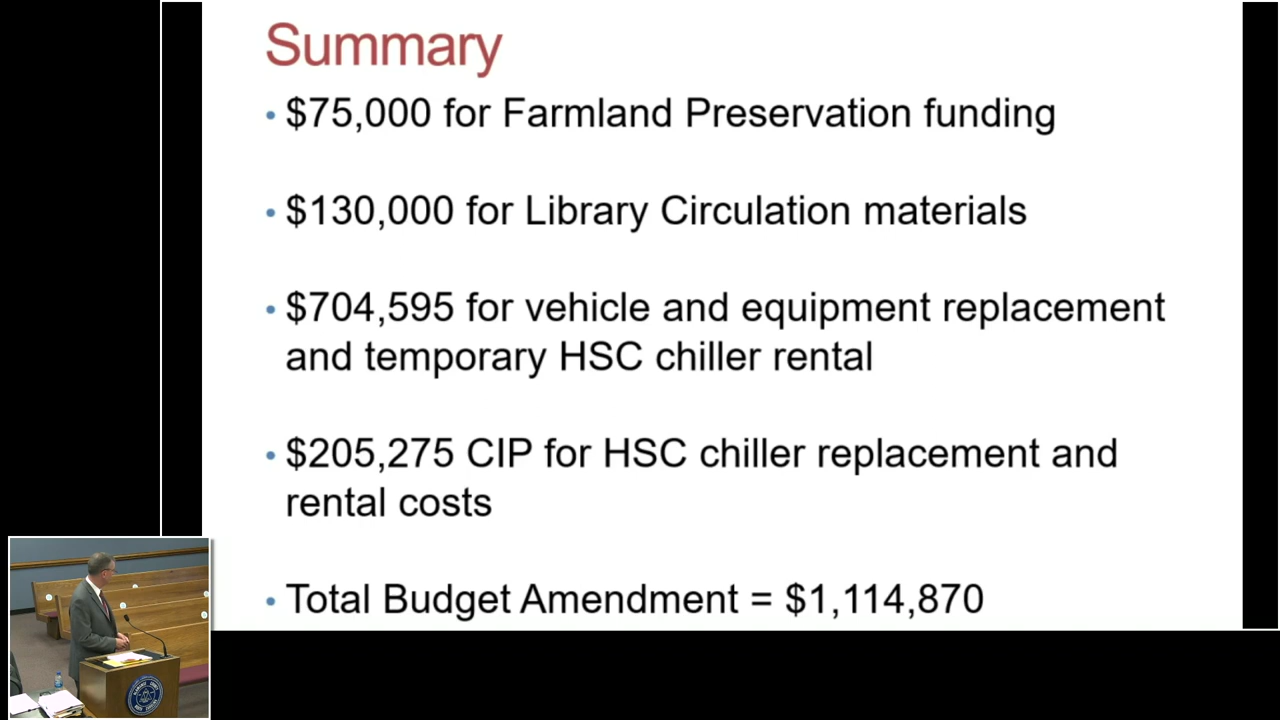 Summary
• $75,000 for Farmland Preservation funding
• $130,000 for Library Circulation materials
• $704,595 for vehicle and equipment replacement
and temporary HSC chiller rental
• $205,275 CIP for HSC chiller replacement and
rental costs
• Total Budget Amendment = $1,114,870